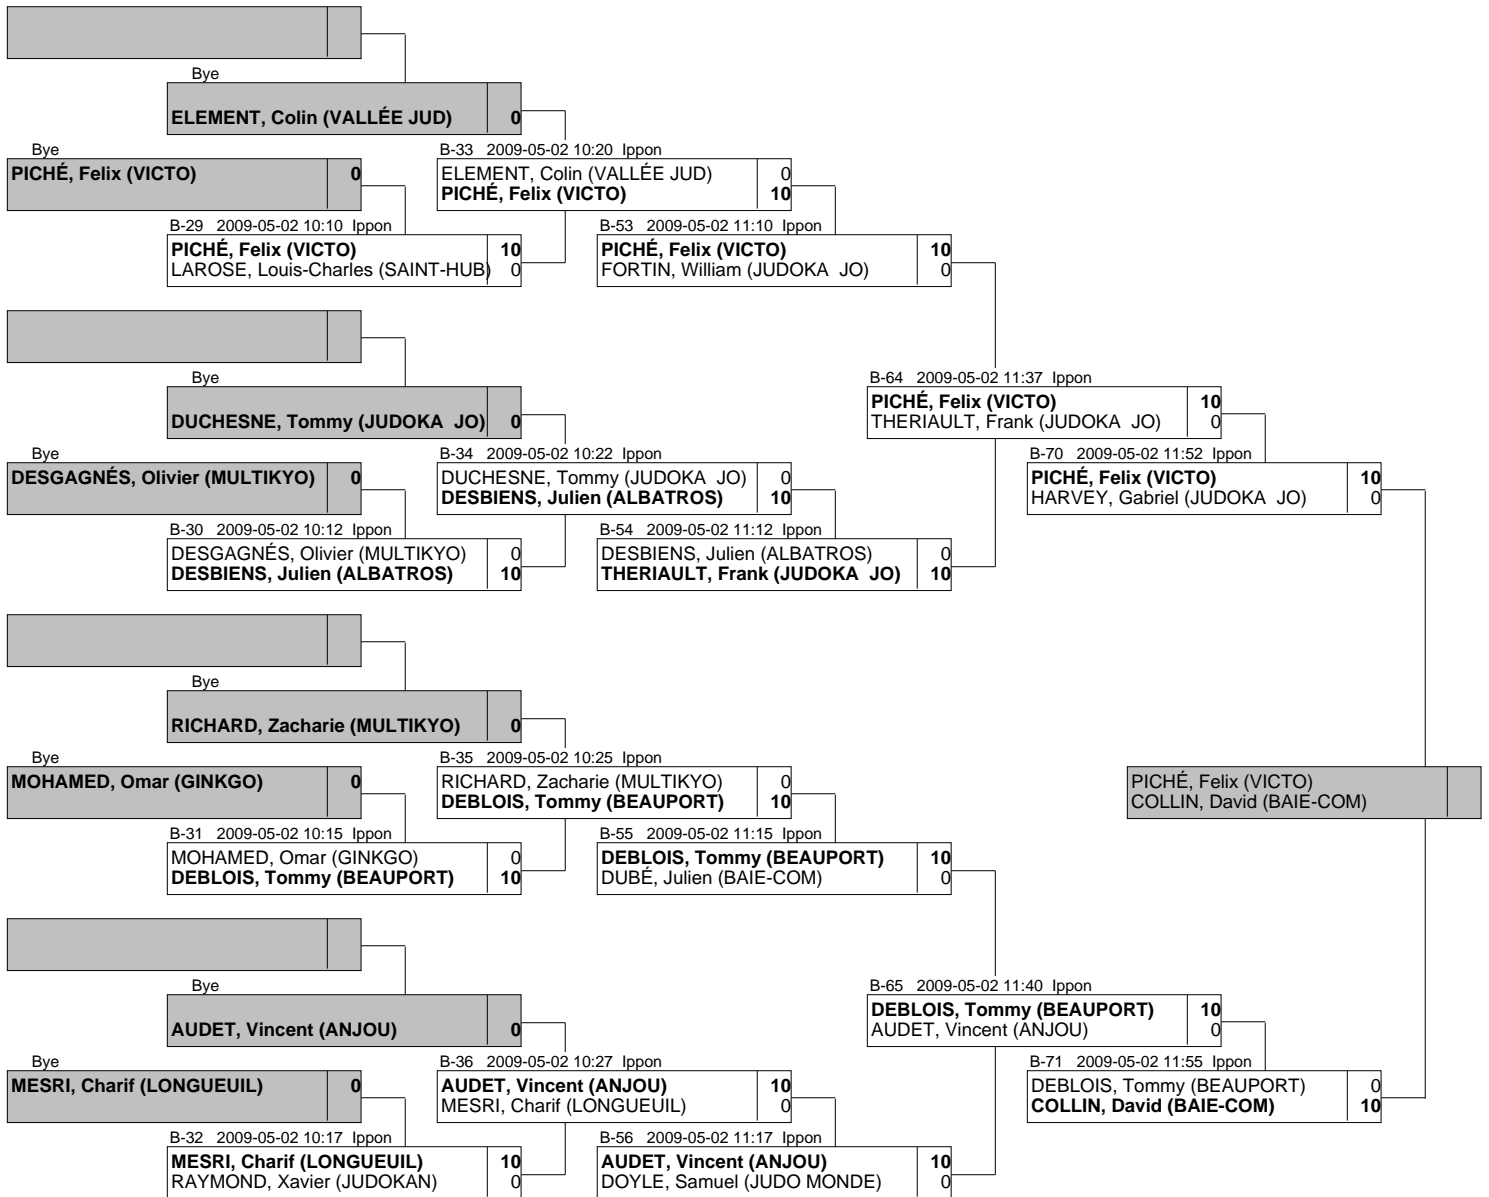 Bye
ELEMENT, Colin (VALLÉE JUD) 0
Bye
PICHÉ, Felix (VICTO) 0
B-33 2009-05-02 10:20 Ippon
ELEMENT, Colin (VALLÉE JUD) 0
PICHÉ, Felix (VICTO) 10
B-29 2009-05-02 10:10 Ippon
PICHÉ, Felix (VICTO) 10
LAROSE, Louis-Charles (SAINT-HUB) 0
B-53 2009-05-02 11:10 Ippon
PICHÉ, Felix (VICTO) 10
FORTIN, William (JUDOKA JO) 0
Bye
DUCHESNE, Tommy (JUDOKA JO) 0
B-64 2009-05-02 11:37 Ippon
PICHÉ, Felix (VICTO) 10
THERIAULT, Frank (JUDOKA JO) 0
Bye
DESGAGNÉS, Olivier (MULTIKYO) 0
B-34 2009-05-02 10:22 Ippon
DUCHESNE, Tommy (JUDOKA JO) 0
DESBIENS, Julien (ALBATROS) 10
B-70 2009-05-02 11:52 Ippon
PICHÉ, Felix (VICTO) 10
HARVEY, Gabriel (JUDOKA JO) 0
B-30 2009-05-02 10:12 Ippon
DESGAGNÉS, Olivier (MULTIKYO) 0
DESBIENS, Julien (ALBATROS) 10
B-54 2009-05-02 11:12 Ippon
DESBIENS, Julien (ALBATROS) 0
THERIAULT, Frank (JUDOKA JO) 10
Bye
RICHARD, Zacharie (MULTIKYO) 0
Bye
MOHAMED, Omar (GINKGO) 0
B-35 2009-05-02 10:25 Ippon
RICHARD, Zacharie (MULTIKYO) 0
DEBLOIS, Tommy (BEAUPORT) 10
PICHÉ, Felix (VICTO)
COLLIN, David (BAIE-COM)
B-31 2009-05-02 10:15 Ippon
MOHAMED, Omar (GINKGO) 0
DEBLOIS, Tommy (BEAUPORT) 10
B-55 2009-05-02 11:15 Ippon
DEBLOIS, Tommy (BEAUPORT) 10
DUBÉ, Julien (BAIE-COM) 0
Bye
AUDET, Vincent (ANJOU) 0
B-65 2009-05-02 11:40 Ippon
DEBLOIS, Tommy (BEAUPORT) 10
AUDET, Vincent (ANJOU) 0
Bye
MESRI, Charif (LONGUEUIL) 0
B-36 2009-05-02 10:27 Ippon
AUDET, Vincent (ANJOU) 10
MESRI, Charif (LONGUEUIL) 0
B-71 2009-05-02 11:55 Ippon
DEBLOIS, Tommy (BEAUPORT) 0
COLLIN, David (BAIE-COM) 10
B-32 2009-05-02 10:17 Ippon
MESRI, Charif (LONGUEUIL) 10
RAYMOND, Xavier (JUDOKAN) 0
B-56 2009-05-02 11:17 Ippon
AUDET, Vincent (ANJOU) 10
DOYLE, Samuel (JUDO MONDE) 0